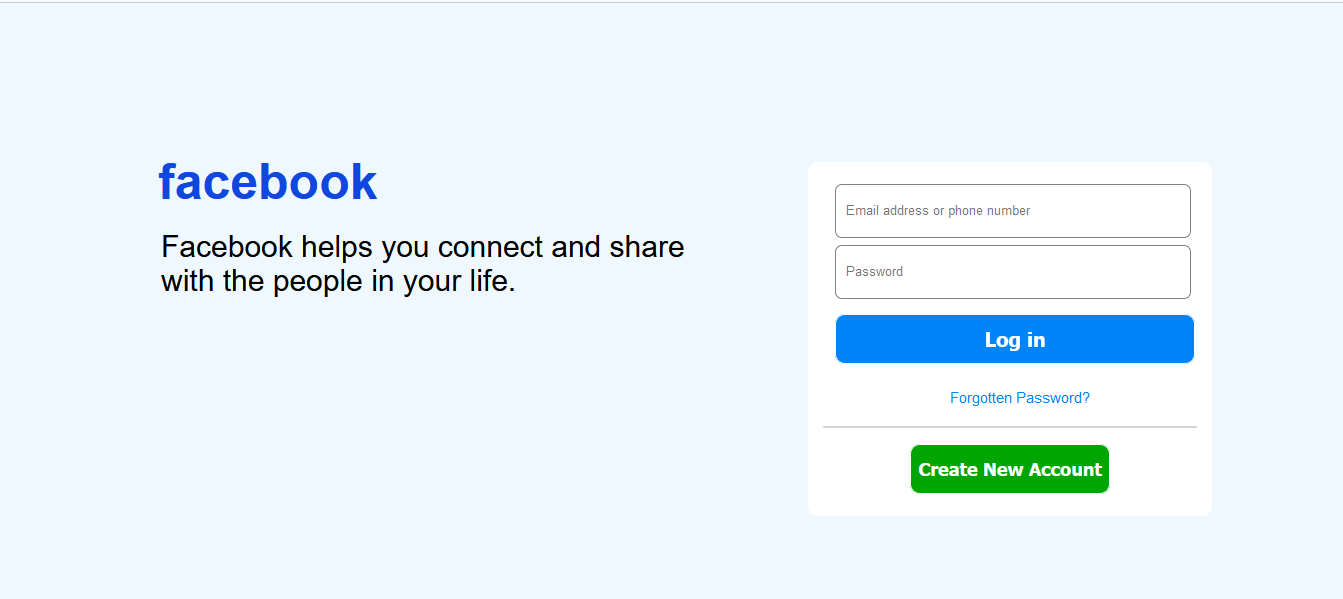 facebook
Facebook helps you connect and share
with the people in your life.
Email address or phone number
Password
Log in
Forgotten Password?
Create New Account